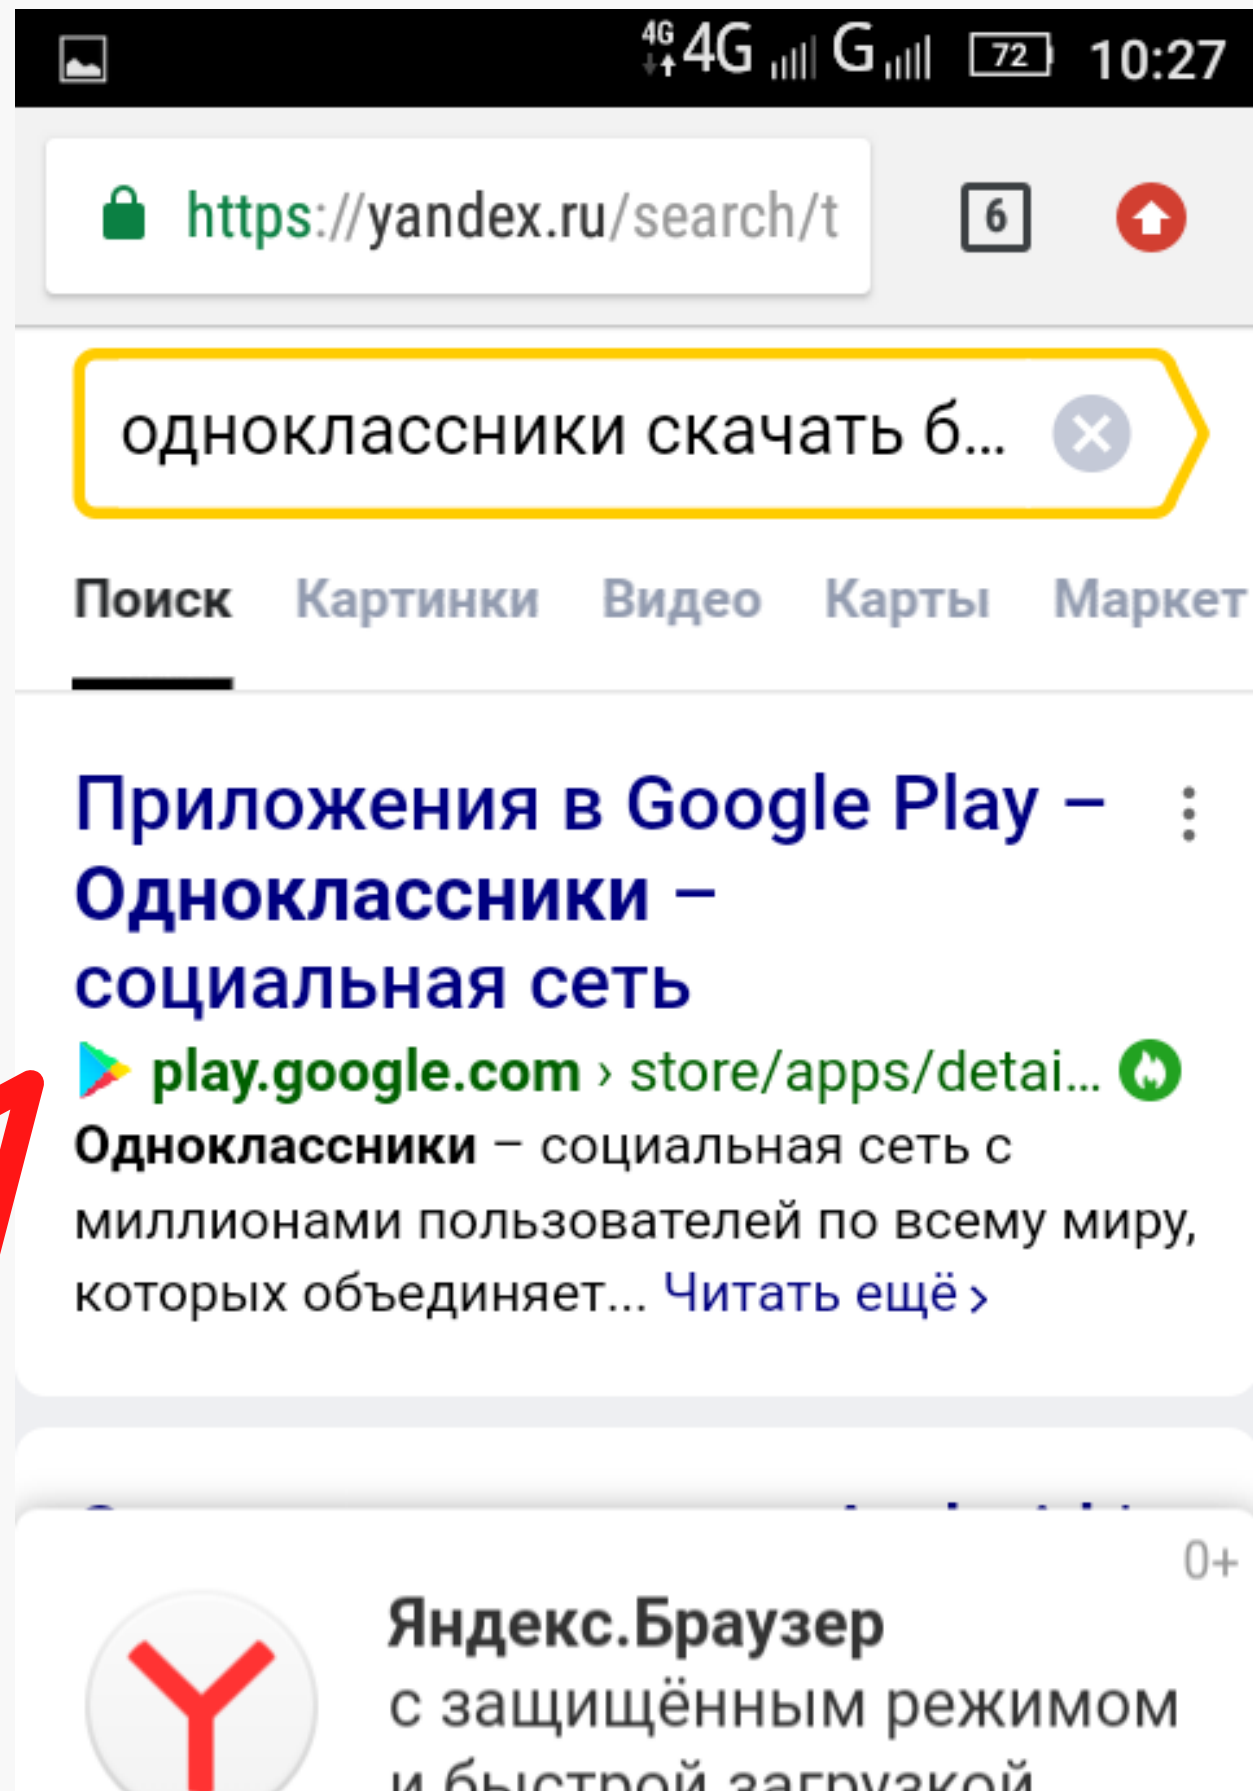 4G 4G G 72 10:27
https://yandex.ru/search/t 6
одноклассники скачать б...
Поиск Картинки Видео Карты Маркет
Приложения в Google Play –
Одноклассники –
социальная сеть
play.google.com › store/apps/detai...
Одноклассники – социальная сеть с
миллионами пользователей по всему миру,
которых объединяет... Читать ещё ›
0+
Яндекс.Браузер
с защищённым режимом
и быстрой загрузкой